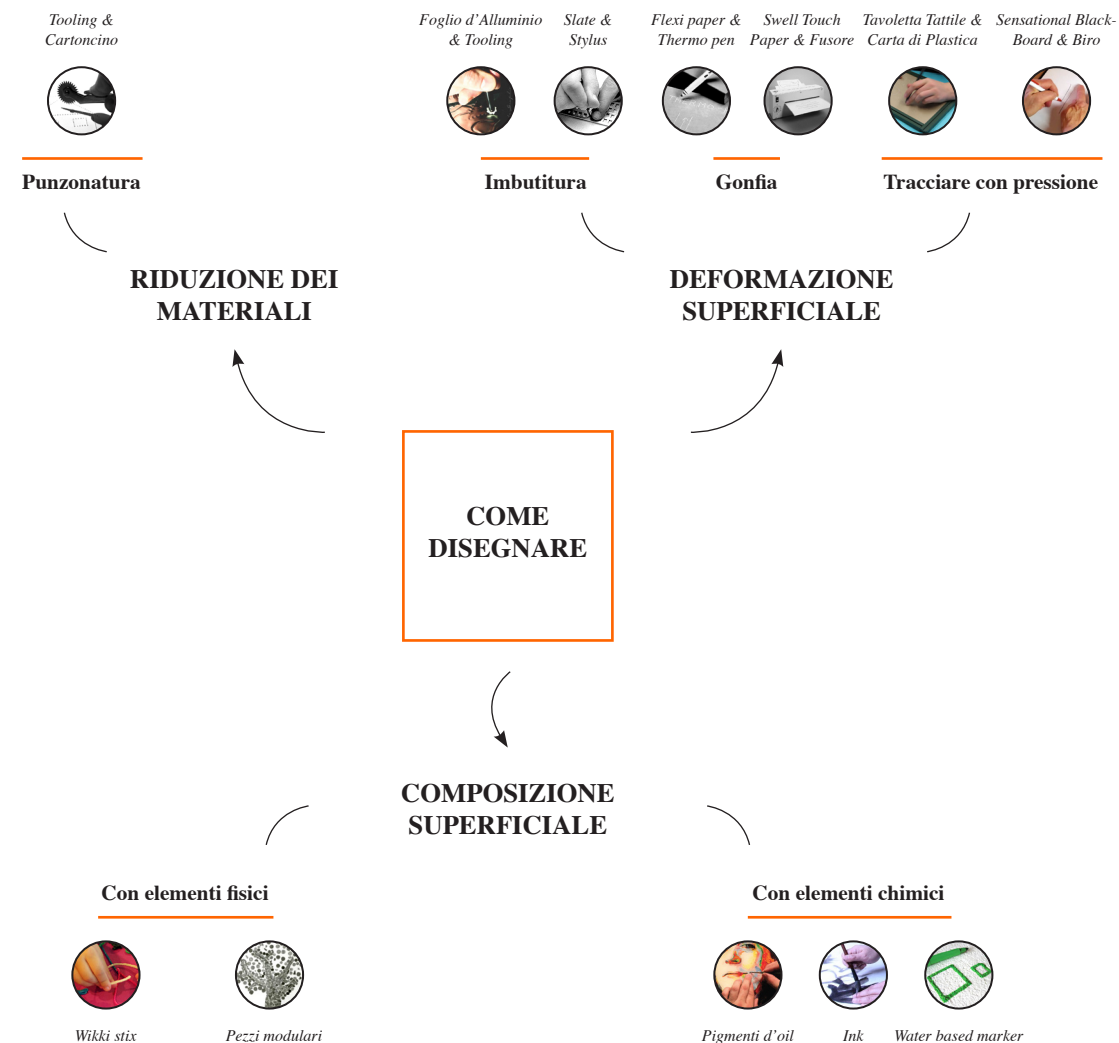 Tooling &
Cartoncino
Foglio d'Alluminio
& Tooling
Slate &
Stylus
Flexi paper &
Thermo pen
Swell Touch
Paper & Fusore
Tavoletta Tattile &
Carta di Plastica
Sensational Black-
Board & Biro
Punzonatura
Imbutitura
Gonfia
Tracciare con pressione
RIDUZIONE DEI
MATERIALI
DEFORMAZIONE
SUPERFICIALE
COME
DISEGNARE
COMPOSIZIONE
SUPERFICIALE
Con elementi fisici
Con elementi chimici
Wikki stix
Pezzi modulari
Pigmenti d'oil
Ink
Water based marker